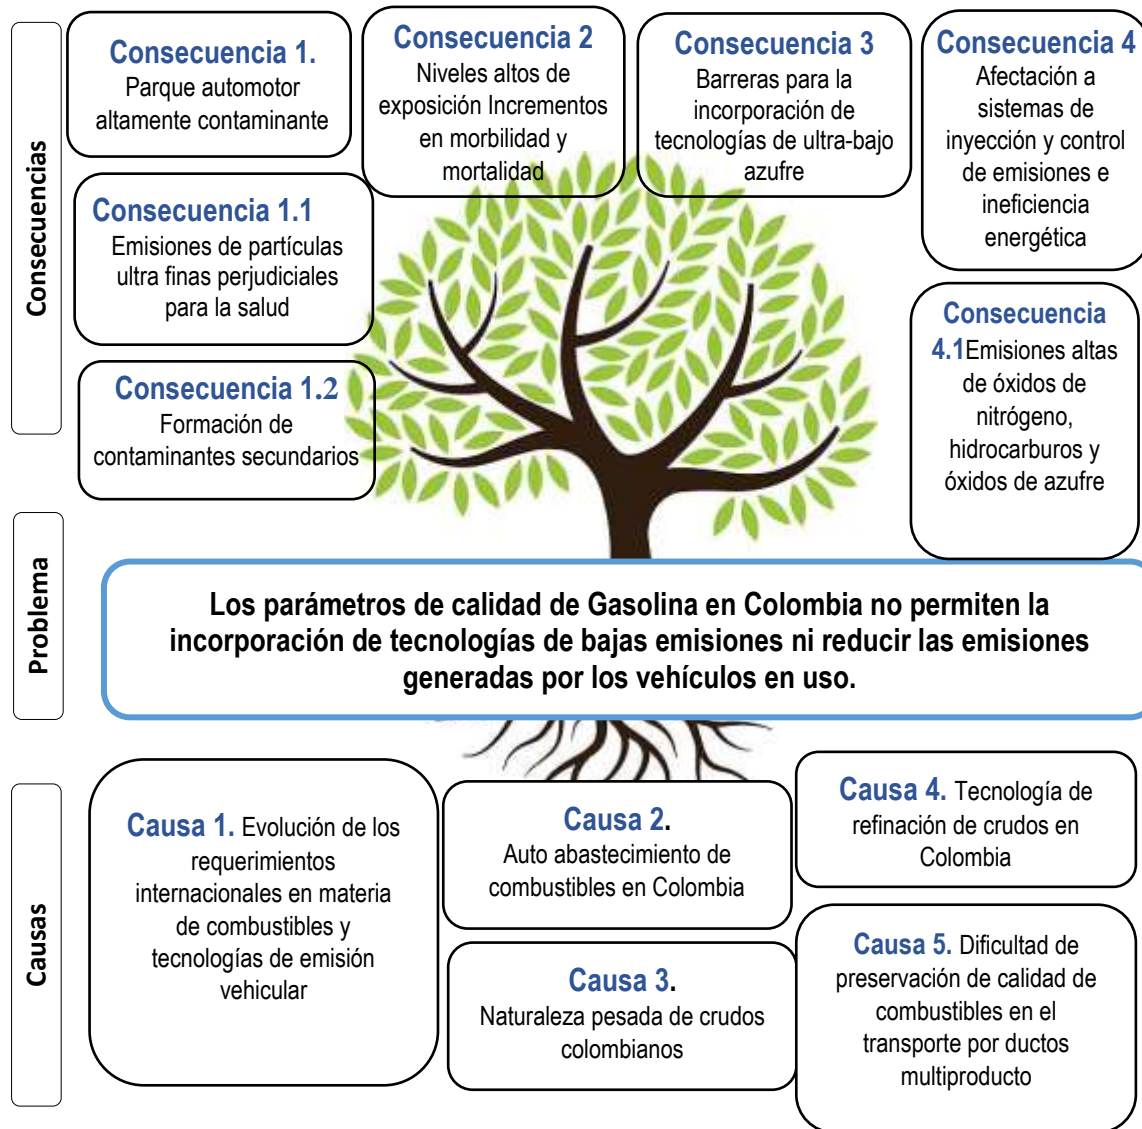 Consecuencias
Consecuencia 1.
Parque automotor
altamente contaminante
Consecuencia 2
Niveles altos de
exposición Incrementos
en morbilidad y
mortalidad
Consecuencia 3
Barreras para la
incorporación de
tecnologías de ultra-bajo
azufre
Consecuencia 4
Afectación a
sistemas de
inyección y control
de emisiones e
ineficiencia
energética
Consecuencia 1.1
Emisiones de partículas
ultra finas perjudiciales
para la salud
Consecuencia 1.2
Formación de
contaminantes secundarios
Consecuencia
4.1Emisiones altas
de óxidos de
nitrógeno,
hidrocarburos y
óxidos de azufre
Problema
Los parámetros de calidad de Gasolina en Colombia no permiten la
incorporación de tecnologías de bajas emisiones ni reducir las emisiones
generadas por los vehículos en uso.
Causas
Causa 1. Evolución de los
requerimientos
internacionales en materia
de combustibles y
tecnologías de emisión
vehicular
Causa 2.
Auto abastecimiento de
combustibles en Colombia
Causa 3.
Naturaleza pesada de crudos
colombianos
Causa 4. Tecnología de
refinación de crudos en
Colombia
Causa 5. Dificultad de
preservación de calidad de
combustibles en el
transporte por ductos
multiproducto